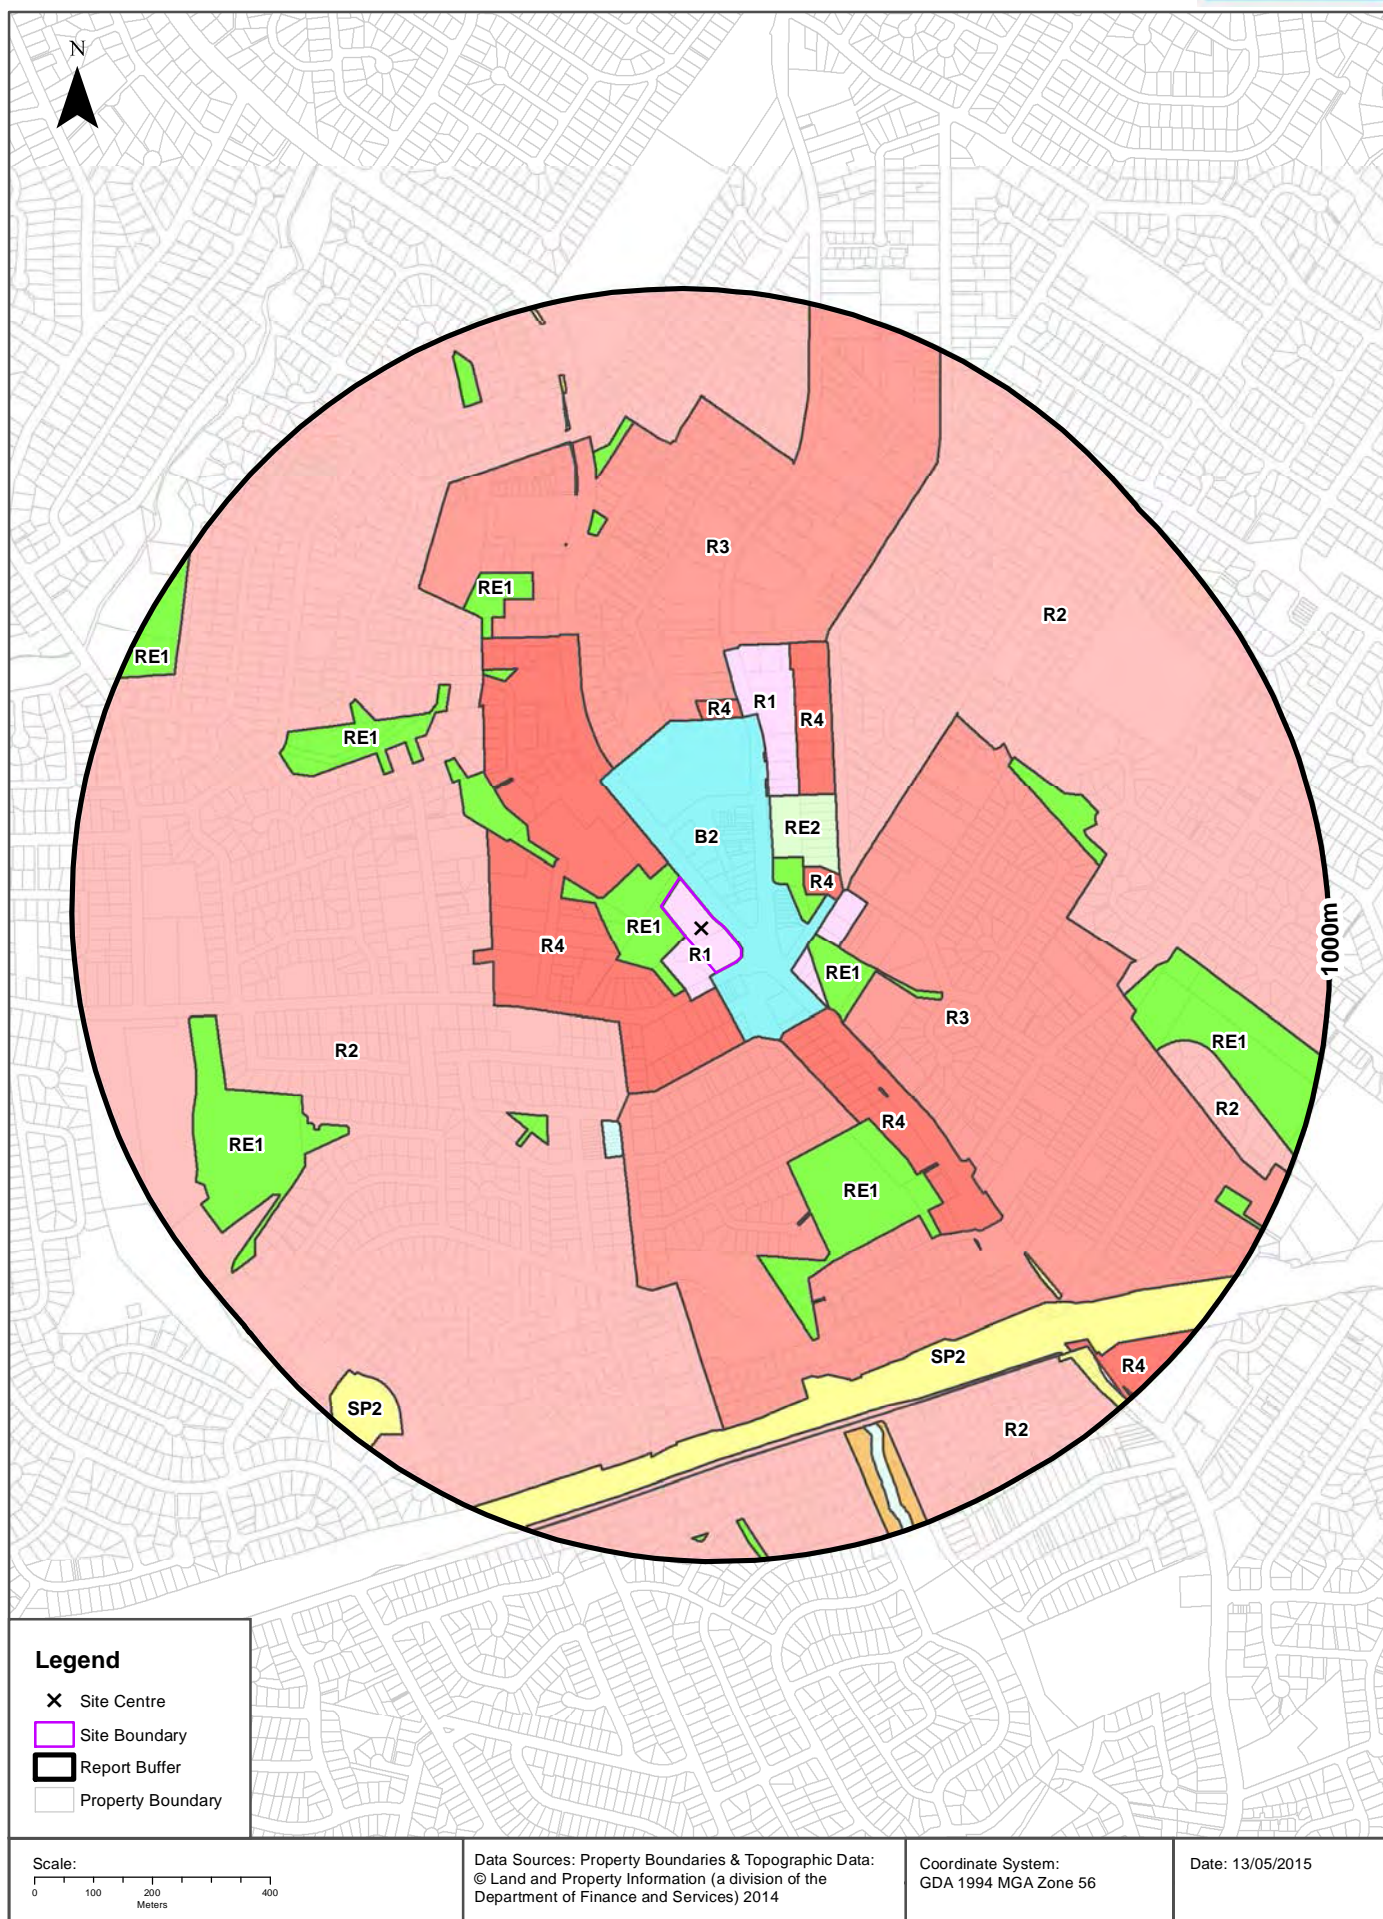 N
R3
RE1
R2
RE1
R1
R4
R4
RE1
B2
RE2
R4
RE1
R4
R1
RE1
R3
R2
RE1
1000m
R2
R4
RE1
RE1
SP2
R4
SP2
R2
Legend
Site Centre
Site Boundary
Report Buffer
Property Boundary
Scale:
0 100 200 400
Meters
Data Sources: Property Boundaries & Topographic Data:
© Land and Property Information (a division of the
Department of Finance and Services) 2014
Coordinate System:
GDA 1994 MGA Zone 56
Date: 13/05/2015